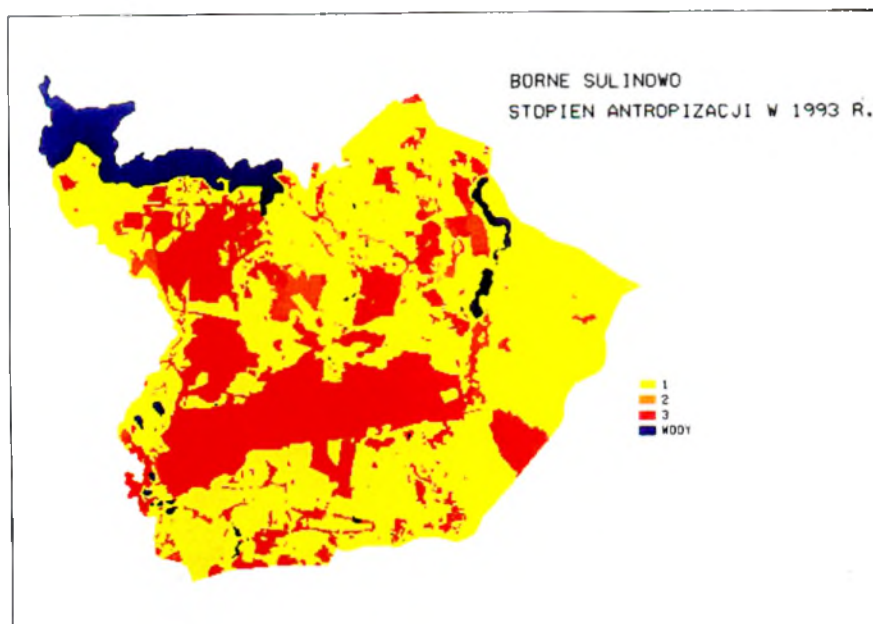 BORNE SULINOWO
STOPIEN ANTROPIZACJI W 1993 R.
1
2
3
WODY